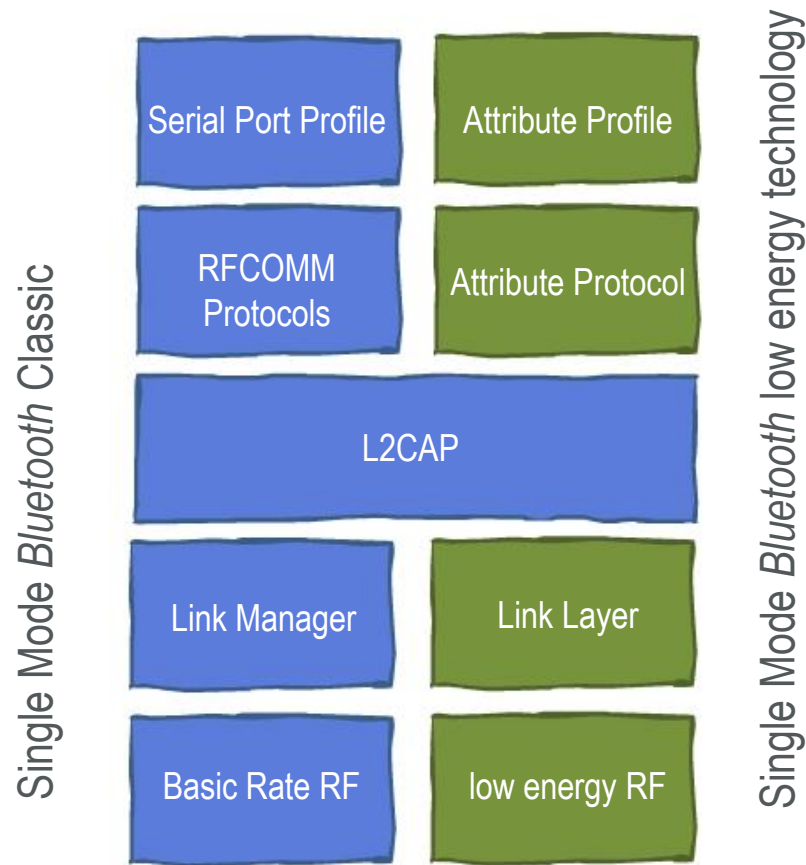 Single Mode Bluetooth Classic
Serial Port Profile
Attribute Profile
RFCOMM
Protocols
Attribute Protocol
L2CAP
Link Manager
Link Layer
Basic Rate RF
low energy RF
Single Mode Bluetooth low energy technology